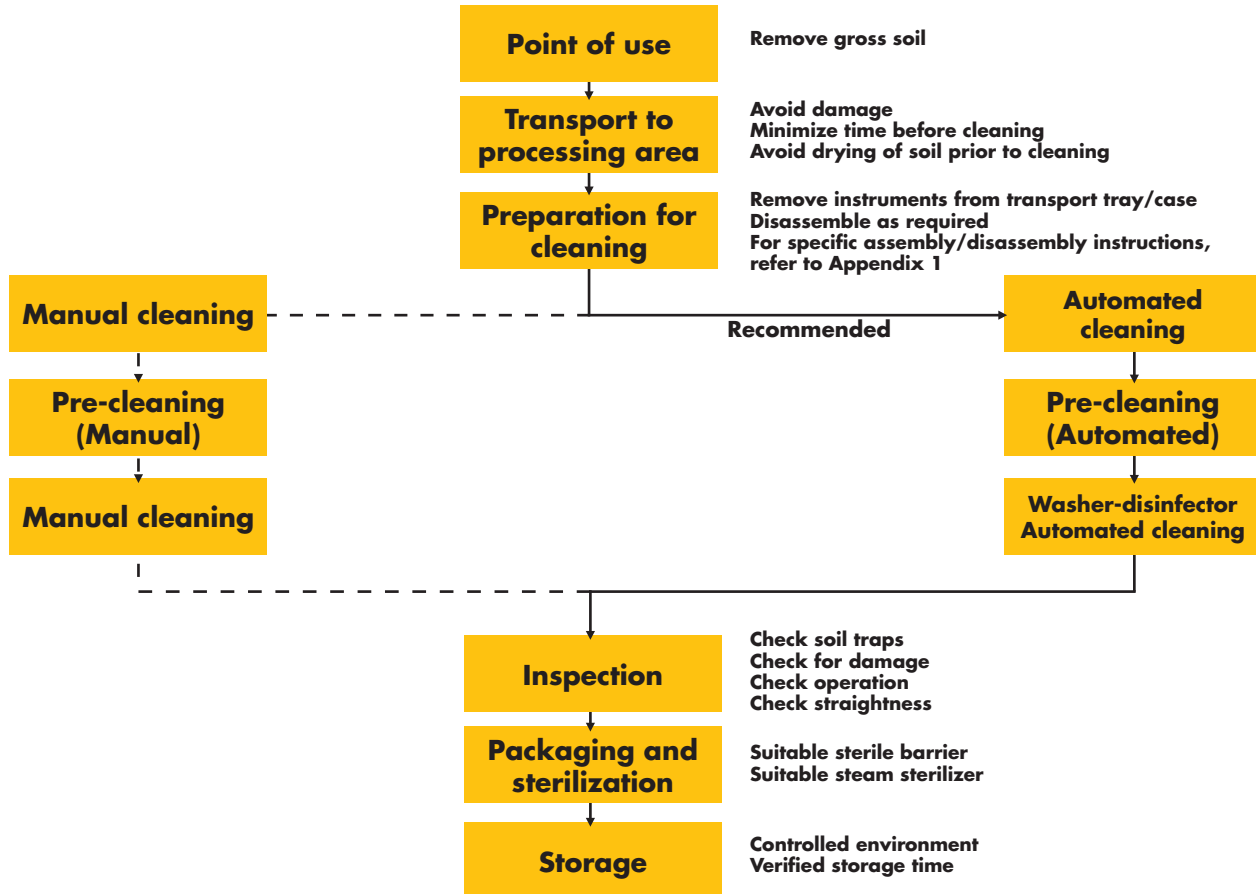 Point of use
Remove gross soil
Transport to
processing area
Avoid damage
Minimize time before cleaning
Avoid drying of soil prior to cleaning
Preparation for
cleaning
Remove instruments from transport tray/case
Disassemble as required
For specific assembly/disassembly instructions,
refer to Appendix 1
Manual cleaning
Recommended
Automated
cleaning
Pre-cleaning
(Manual)
Pre-cleaning
(Automated)
Manual cleaning
Washer-disinfector
Automated cleaning
Inspection
Check soil traps
Check for damage
Check operation
Check straightness
Packaging and
sterilization
Suitable sterile barrier
Suitable steam sterilizer
Storage
Controlled environment
Verified storage time